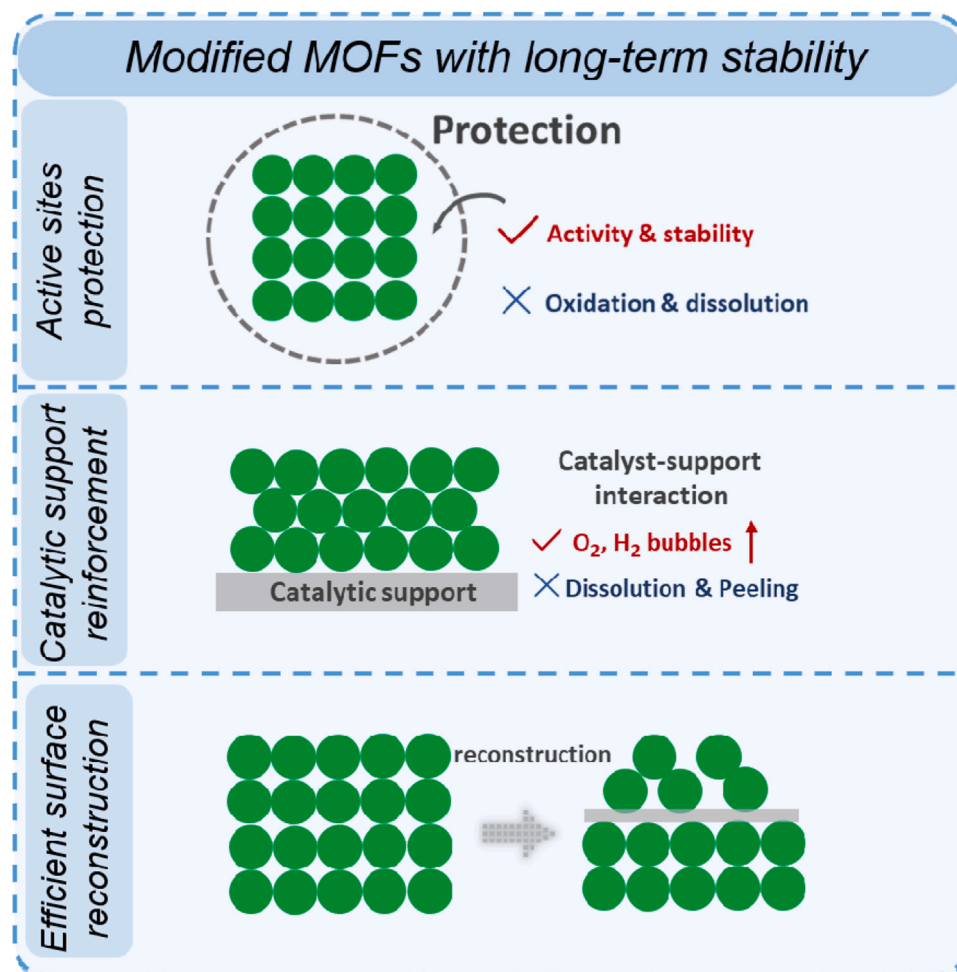 Modified MOFs with long-term stability
Active sites
protection
Protection
✓ Activity & stability
✕ Oxidation & dissolution
Catalytic support
reinforcement
Catalytic support
Catalyst-support
interaction
✓ O₂, H₂ bubbles ↑
✕ Dissolution & Peeling
Efficient surface
reconstruction
reconstruction